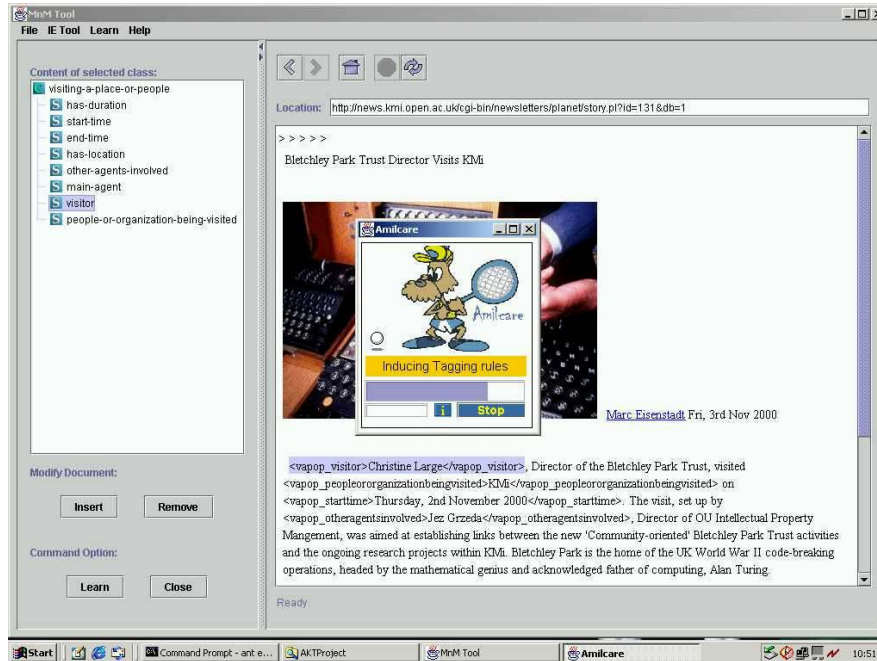 MnM Tool
File IE Tool Learn Help
Content of selected class:
visiting-a-place-or-people
S has-duration
S start-time
S end-time
S has-location
S other-agents-involved
S main-agent
S visitor
S people-or-organization-being-visited
Modify Document:
Insert Remove
Command Option:
Learn Close
Location: http://news.kmi.open.ac.uk/cgi-bin/newsletters/planet/story.pl?id=131&db=1
> > > > >
Bletchley Park Trust Director Visits KMi
Amilcare
Amilcare
Inducing Tagging rules
i Stop
Marc Eisenstadt Fri, 3rd Nov 2000
<vapop_visitor>Christine Large</vapop_visitor>, Director of the Bletchley Park Trust, visited
<vapop_peopleororganizationbeingvisited>KMi</vapop_peopleororganizationbeingvisited> on
<vapop_starttime>Thursday, 2nd November 2000</vapop_starttime>. The visit, set up by
<vapop_otheragentsinvolved>Jez Grzeda</vapop_otheragentsinvolved>, Director of OU Intellectual Property
Mangement, was aimed at establishing links between the new 'Community-oriented' Bletchley Park Trust activities
and the ongoing research projects within KMi. Bletchley Park is the home of the UK World War II code-breaking
operations, headed by the mathematical genius and acknowledged father of computing, Alan Turing.
Ready
Start Command Prompt - ant e... AKTProject MnM Tool Amilcare 10:51